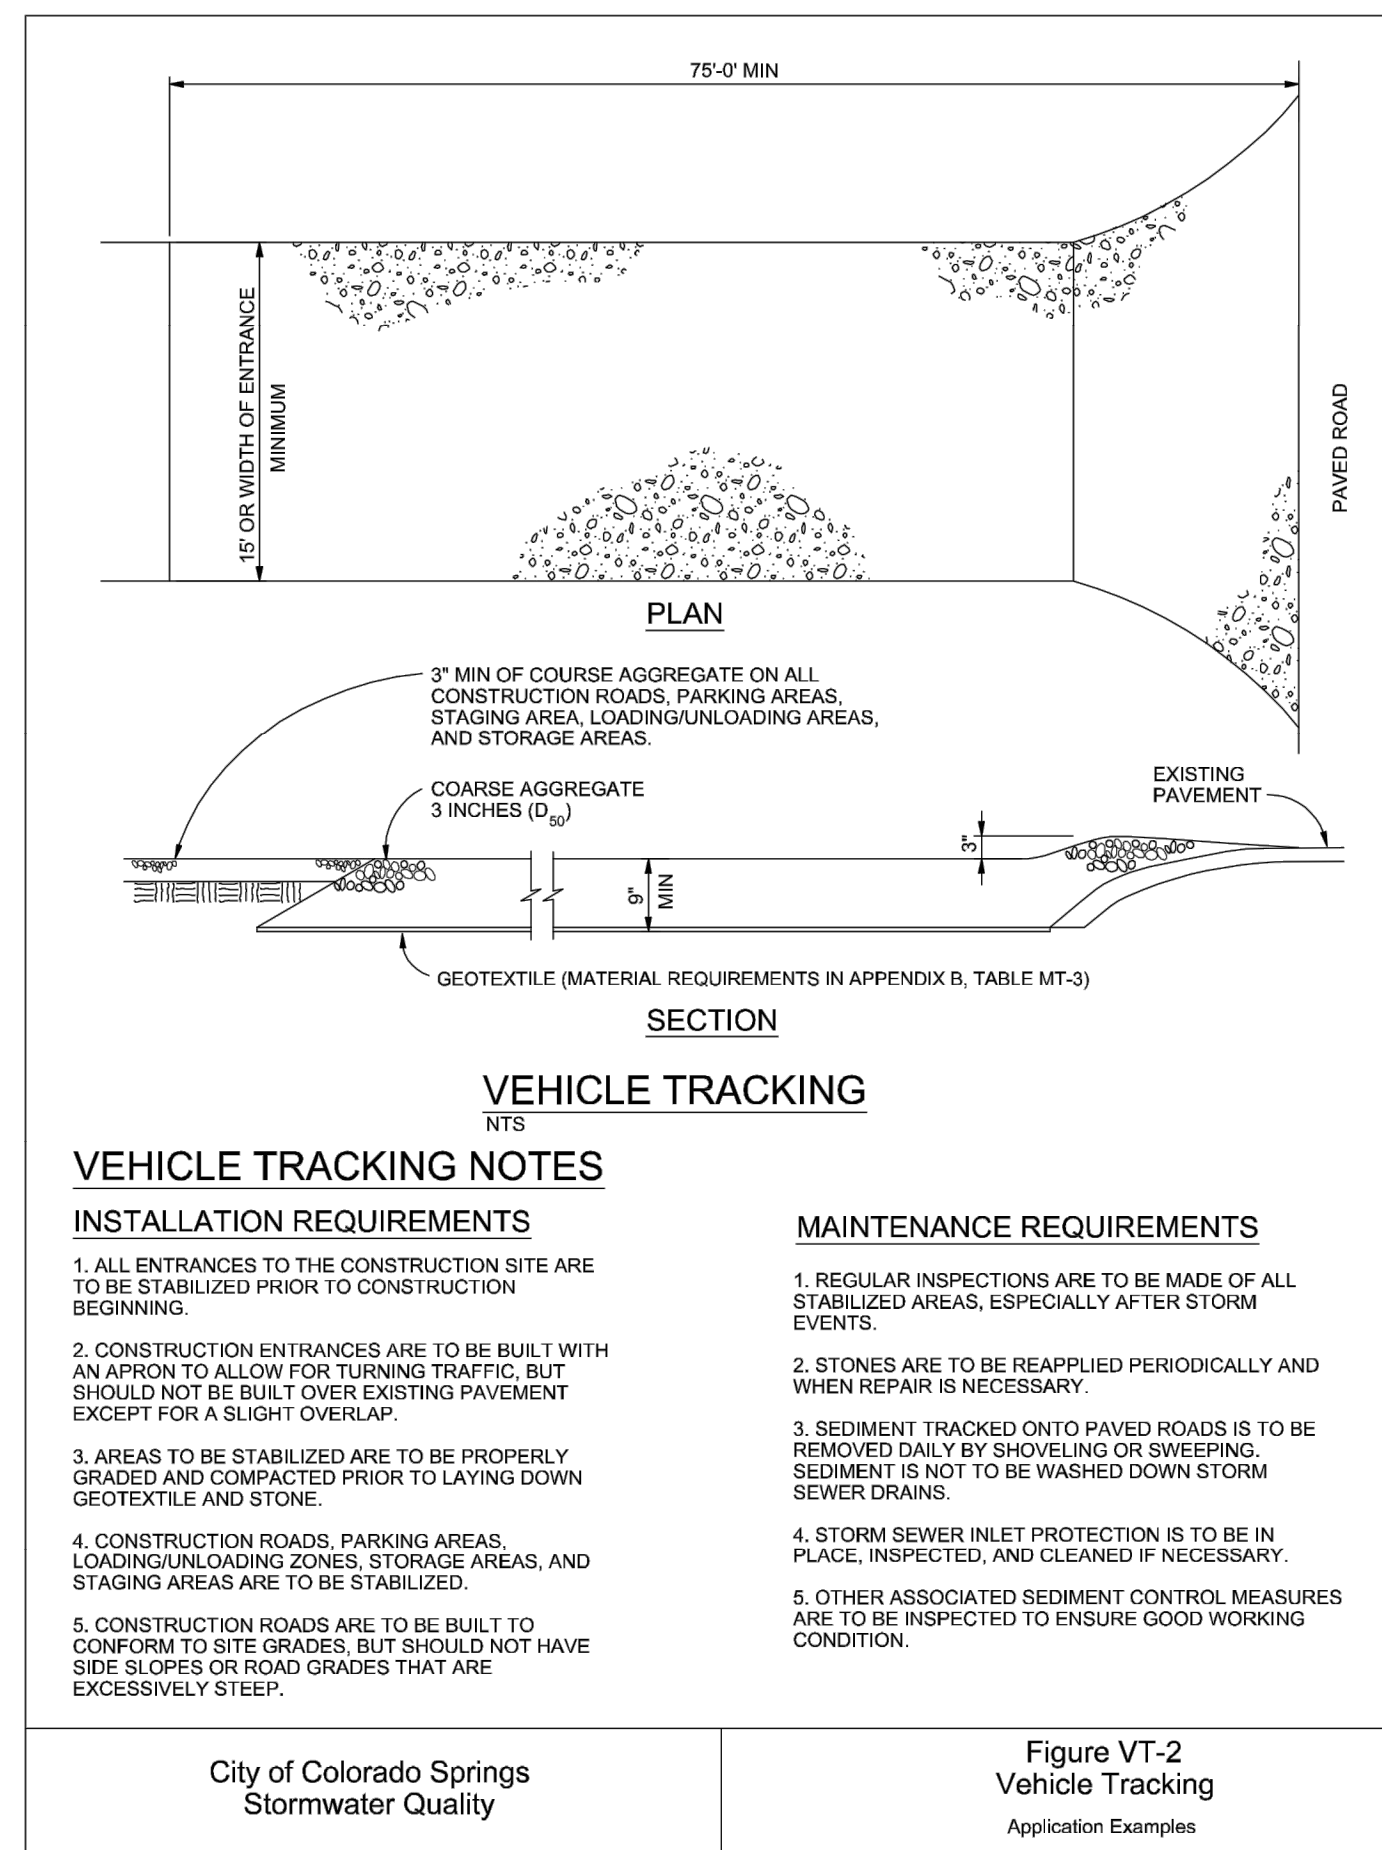 75'-0' MIN
15' OR WIDTH OF ENTRANCE
MINIMUM
PAVED ROAD
PLAN
3" MIN OF COURSE AGGREGATE ON ALL
CONSTRUCTION ROADS, PARKING AREAS,
STAGING AREA, LOADING/UNLOADING AREAS,
AND STORAGE AREAS.
COARSE AGGREGATE
3 INCHES (D50)
EXISTING
PAVEMENT
3"
9"
MIN
GEOTEXTILE (MATERIAL REQUIREMENTS IN APPENDIX B, TABLE MT-3)
SECTION
VEHICLE TRACKING
NTS
VEHICLE TRACKING NOTES
INSTALLATION REQUIREMENTS
1. ALL ENTRANCES TO THE CONSTRUCTION SITE ARE
TO BE STABILIZED PRIOR TO CONSTRUCTION
BEGINNING.
2. CONSTRUCTION ENTRANCES ARE TO BE BUILT WITH
AN APRON TO ALLOW FOR TURNING TRAFFIC, BUT
SHOULD NOT BE BUILT OVER EXISTING PAVEMENT
EXCEPT FOR A SLIGHT OVERLAP.
3. AREAS TO BE STABILIZED ARE TO BE PROPERLY
GRADED AND COMPACTED PRIOR TO LAYING DOWN
GEOTEXTILE AND STONE.
4. CONSTRUCTION ROADS, PARKING AREAS,
LOADING/UNLOADING ZONES, STORAGE AREAS, AND
STAGING AREAS ARE TO BE STABILIZED.
5. CONSTRUCTION ROADS ARE TO BE BUILT TO
CONFORM TO SITE GRADES, BUT SHOULD NOT HAVE
SIDE SLOPES OR ROAD GRADES THAT ARE
EXCESSIVELY STEEP.
MAINTENANCE REQUIREMENTS
1. REGULAR INSPECTIONS ARE TO BE MADE OF ALL
STABILIZED AREAS, ESPECIALLY AFTER STORM
EVENTS.
2. STONES ARE TO BE REAPPLIED PERIODICALLY AND
WHEN REPAIR IS NECESSARY.
3. SEDIMENT TRACKED ONTO PAVED ROADS IS TO BE
REMOVED DAILY BY SHOVELING OR SWEEPING.
SEDIMENT IS NOT TO BE WASHED DOWN STORM
SEWER DRAINS.
4. STORM SEWER INLET PROTECTION IS TO BE IN
PLACE, INSPECTED, AND CLEANED IF NECESSARY.
5. OTHER ASSOCIATED SEDIMENT CONTROL MEASURES
ARE TO BE INSPECTED TO ENSURE GOOD WORKING
CONDITION.
City of Colorado Springs
Stormwater Quality
Figure VT-2
Vehicle Tracking
Application Examples